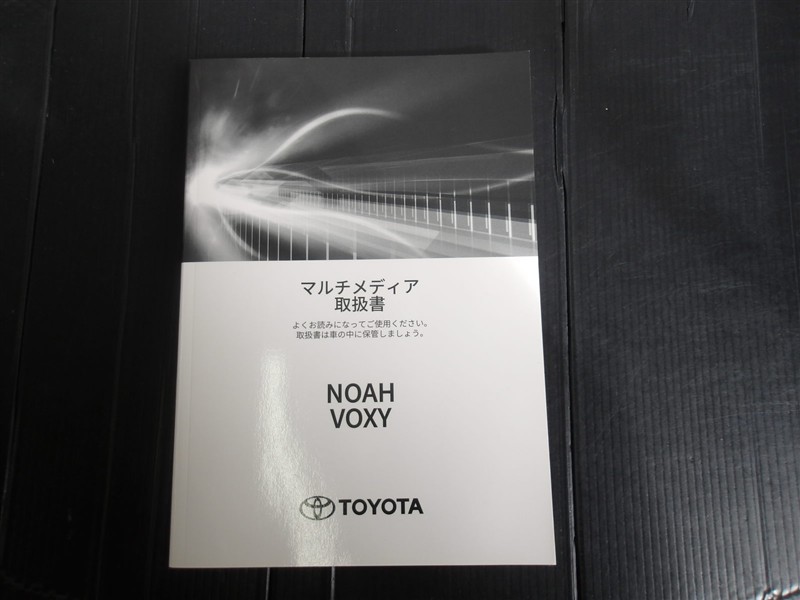 マルチメディア
取扱書
よくお読みになってご使用ください。
取扱書は車の中に保管しましょう。
NOAH
VOXY
TOYOTA